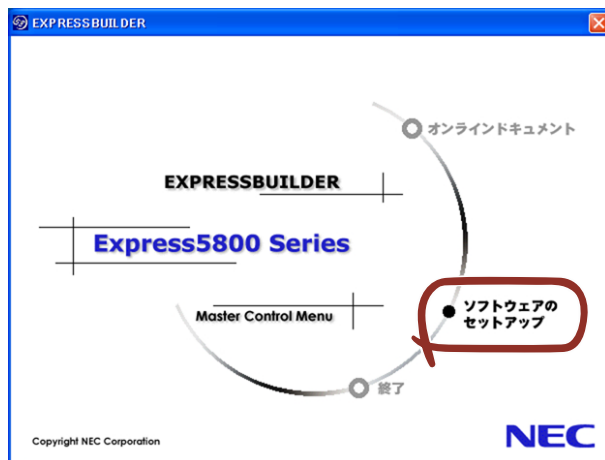 EXPRESSBUILDER
オンラインドキュメント
EXPRESSBUILDER
Express5800 Series
ソフトウェアの
セットアップ
Master Control Menu
終了
Copyright NEC Corporation
NEC